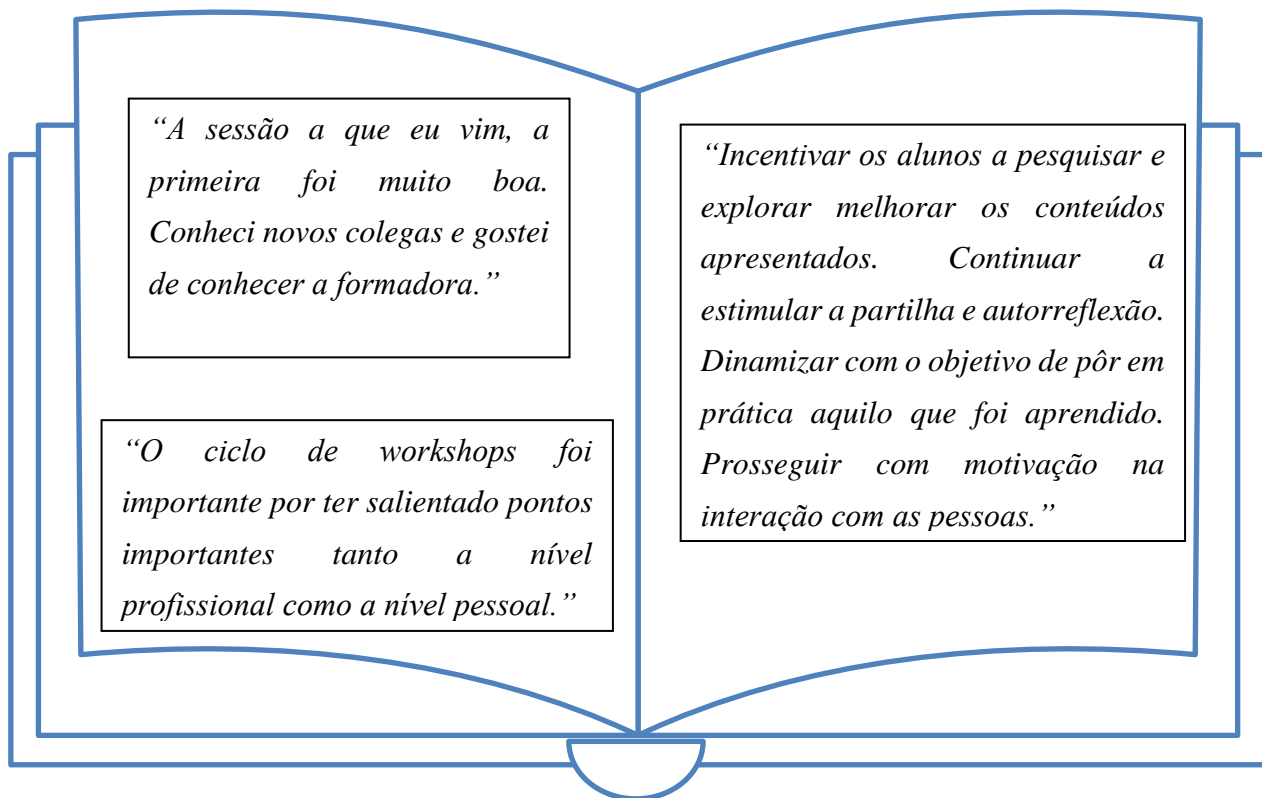 “A sessão a que eu vim, a
primeira foi muito boa.
Conheci novos colegas e gostei
de conhecer a formadora.”
“O ciclo de workshops foi
importante por ter salientado pontos
importantes tanto a nível
profissional como a nível pessoal.”
“Incentivar os alunos a pesquisar e
explorar melhorar os conteúdos
apresentados. Continuar a
estimular a partilha e autorreflexão.
Dinamizar com o objetivo de pôr em
prática aquilo que foi aprendido.
Prosseguir com motivação na
interação com as pessoas.”